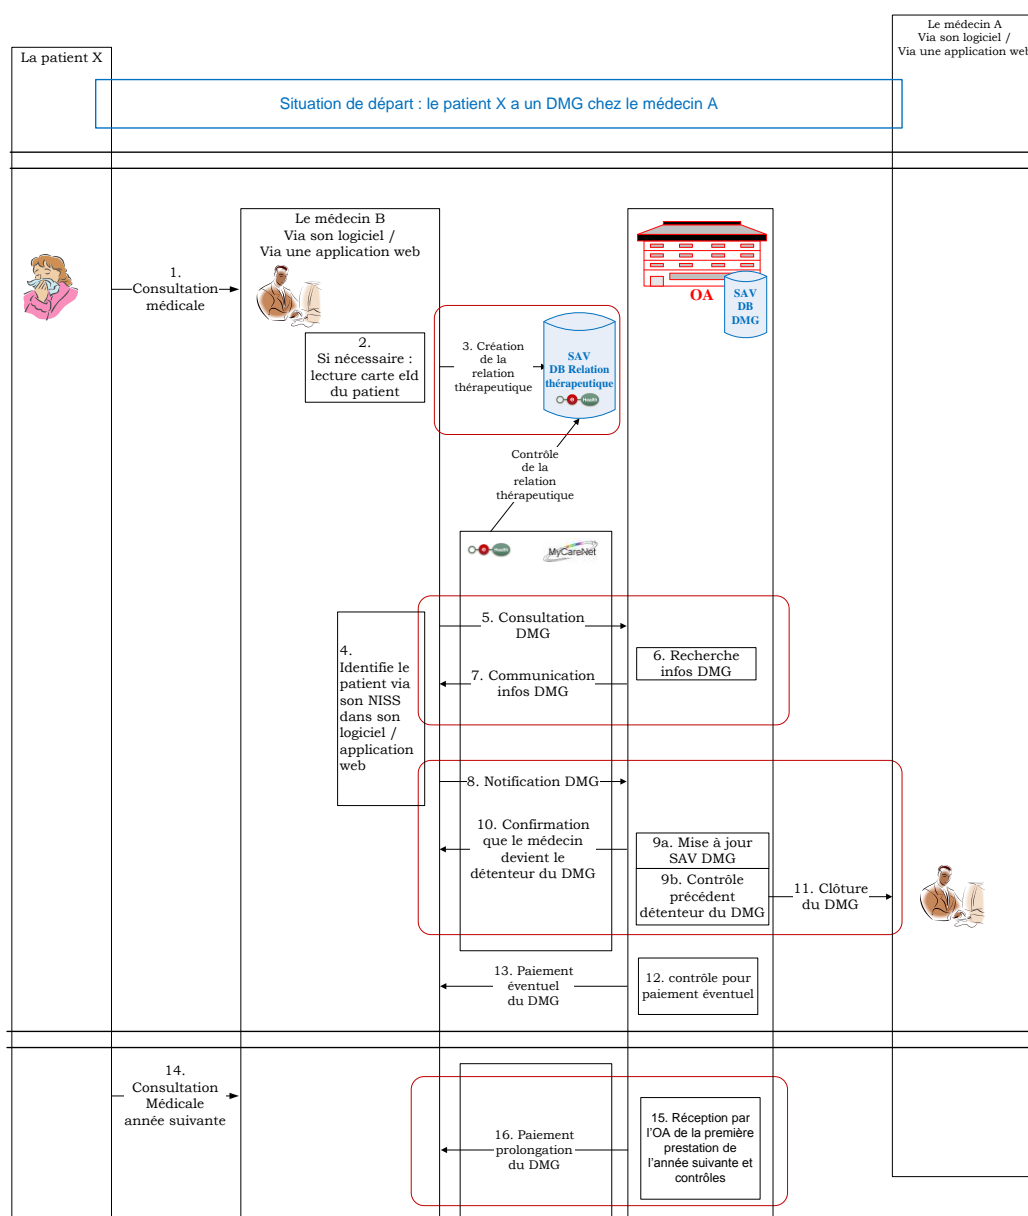 Le médecin A
Via son logiciel /
Via une application web
La patient X
Situation de départ : le patient X a un DMG chez le médecin A
Le médecin B
Via son logiciel /
Via une application web
1.
Consultation
médicale
OA
SAV
DB
DMG
2.
Si nécessaire :
lecture carte eId
du patient
3. Création
de la
relation
thérapeutique
SAV
DB Relation
thérapeutique
Health
Contrôle
de la
relation
thérapeutique
Health
MyCareNet
5. Consultation
DMG
4.
Identifie le
patient via
son NISS
dans son
logiciel /
application
web
6. Recherche
infos DMG
7. Communication
infos DMG
8. Notification DMG
10. Confirmation
que le médecin
devient le
détenteur du DMG
9a. Mise à jour
SAV DMG
9b. Contrôle
précédent
détenteur du DMG
11. Clôture
du DMG
13. Paiement
éventuel
du DMG
12. contrôle pour
paiement éventuel
14.
Consultation
Médicale
année suivante
16. Paiement
prolongation
du DMG
15. Réception par
l'OA de la première
prestation de
l'année suivante et
contrôles